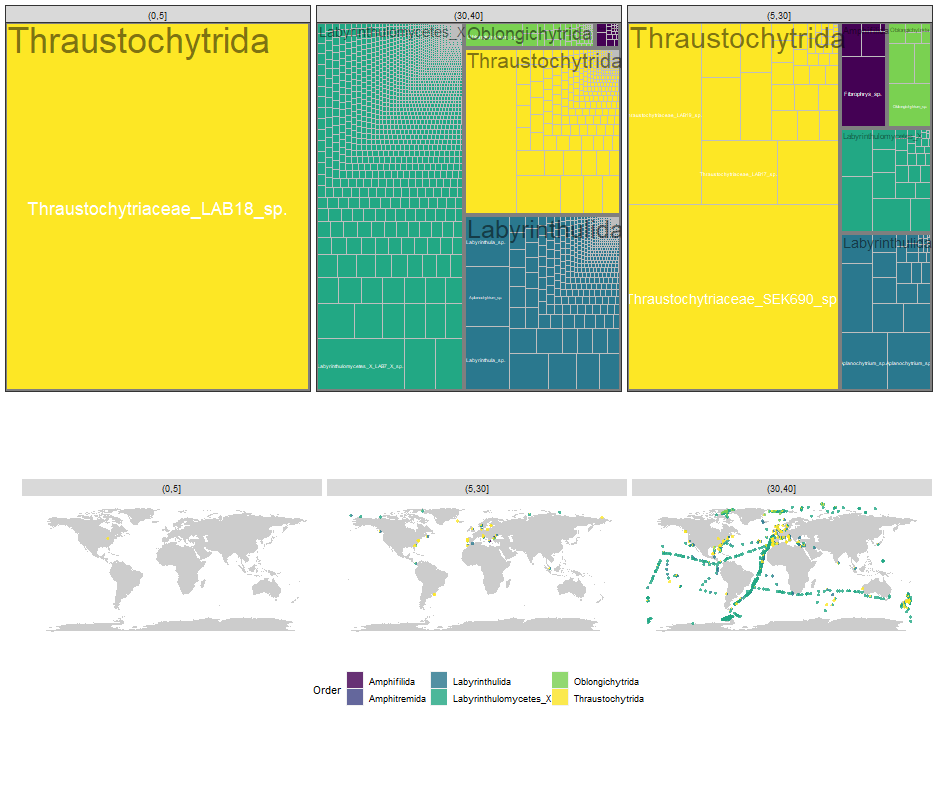 (0,5]
(30,40]
(5,30]
Thraustochytrida
Thraustochytriaceae_LAB18_sp.
Labyrinthulomycetes_X
Oblongichytrida
Thraustochytrida
Labyrinthulida
Labyrinthula_sp.
Aplanochytrium_sp.
Labyrinthula_sp.
Labyrinthulomycetes_X_LAB7_X_sp.
Thraustochytrida
Thraustochytriaceae_LAB17_sp.
Thraustochytriaceae_SEK690_sp.
Fibrophrys_sp.
Oblongichytrida
Oblongichytrium_sp.
Labyrinthulomycetes_X
Labyrinthulida
Aplanochytrium_sp.
Aplanochytrium_sp.
(0,5]
(5,30]
(30,40]
Order
Amphifilida
Amphitremida
Labyrinthulida
Labyrinthulomycetes_X
Oblongichytrida
Thraustochytrida